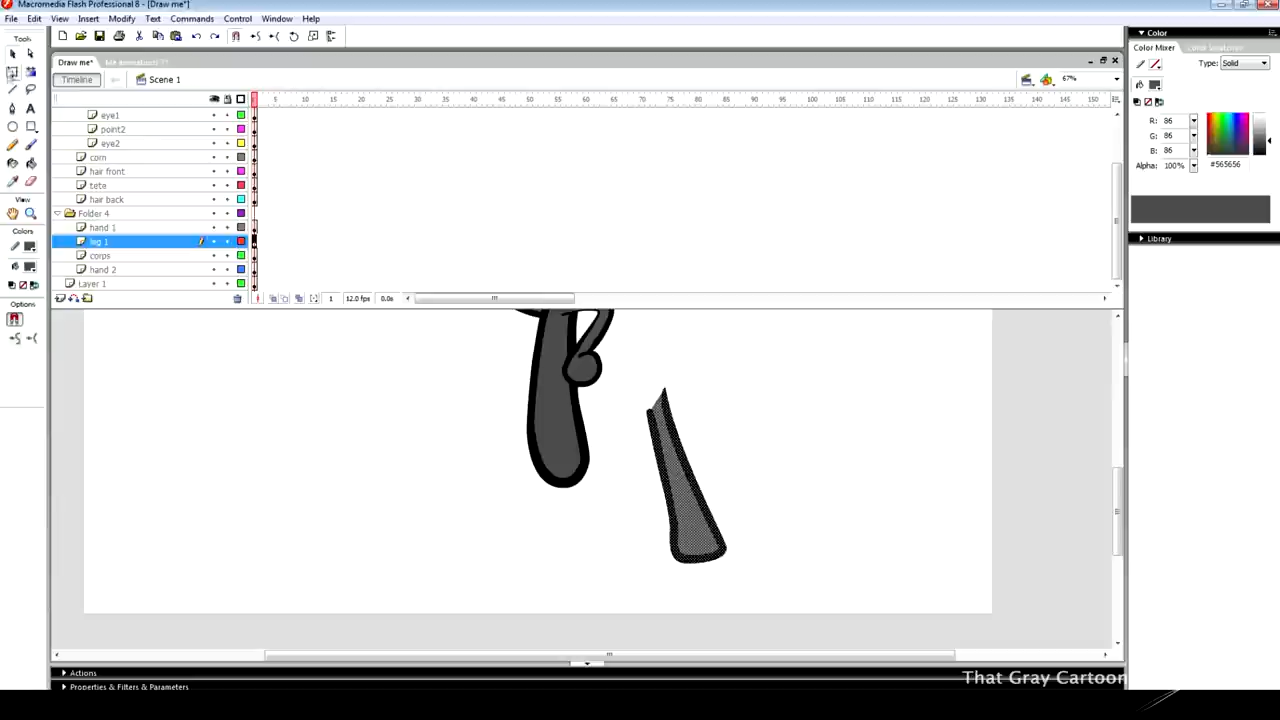 Macromedia Flash Professional 8 - [Draw me*]
File Edit View Insert Modify Text Commands Control Window Help
Tools
Color
Color Mixer
Type: Solid
Draw me*
Timeline Scene 1 67%
5 10 15 20 25 30 35 40 45 50 55 60 65 70 75 80 85 90 95 100 105 110 115 120 125 130 135 140 145 150
eye1
point2
eye2
corn
hair front
tete
hair back
Folder 4
hand 1
leg 1
corps
hand 2
Layer 1
View
Colors
Options
R: 86
G: 86
B: 86
Alpha: 100% #565656
Library
1 12.0 fps 0.0s
Actions
Properties & Filters & Parameters
That Gray Cartoon